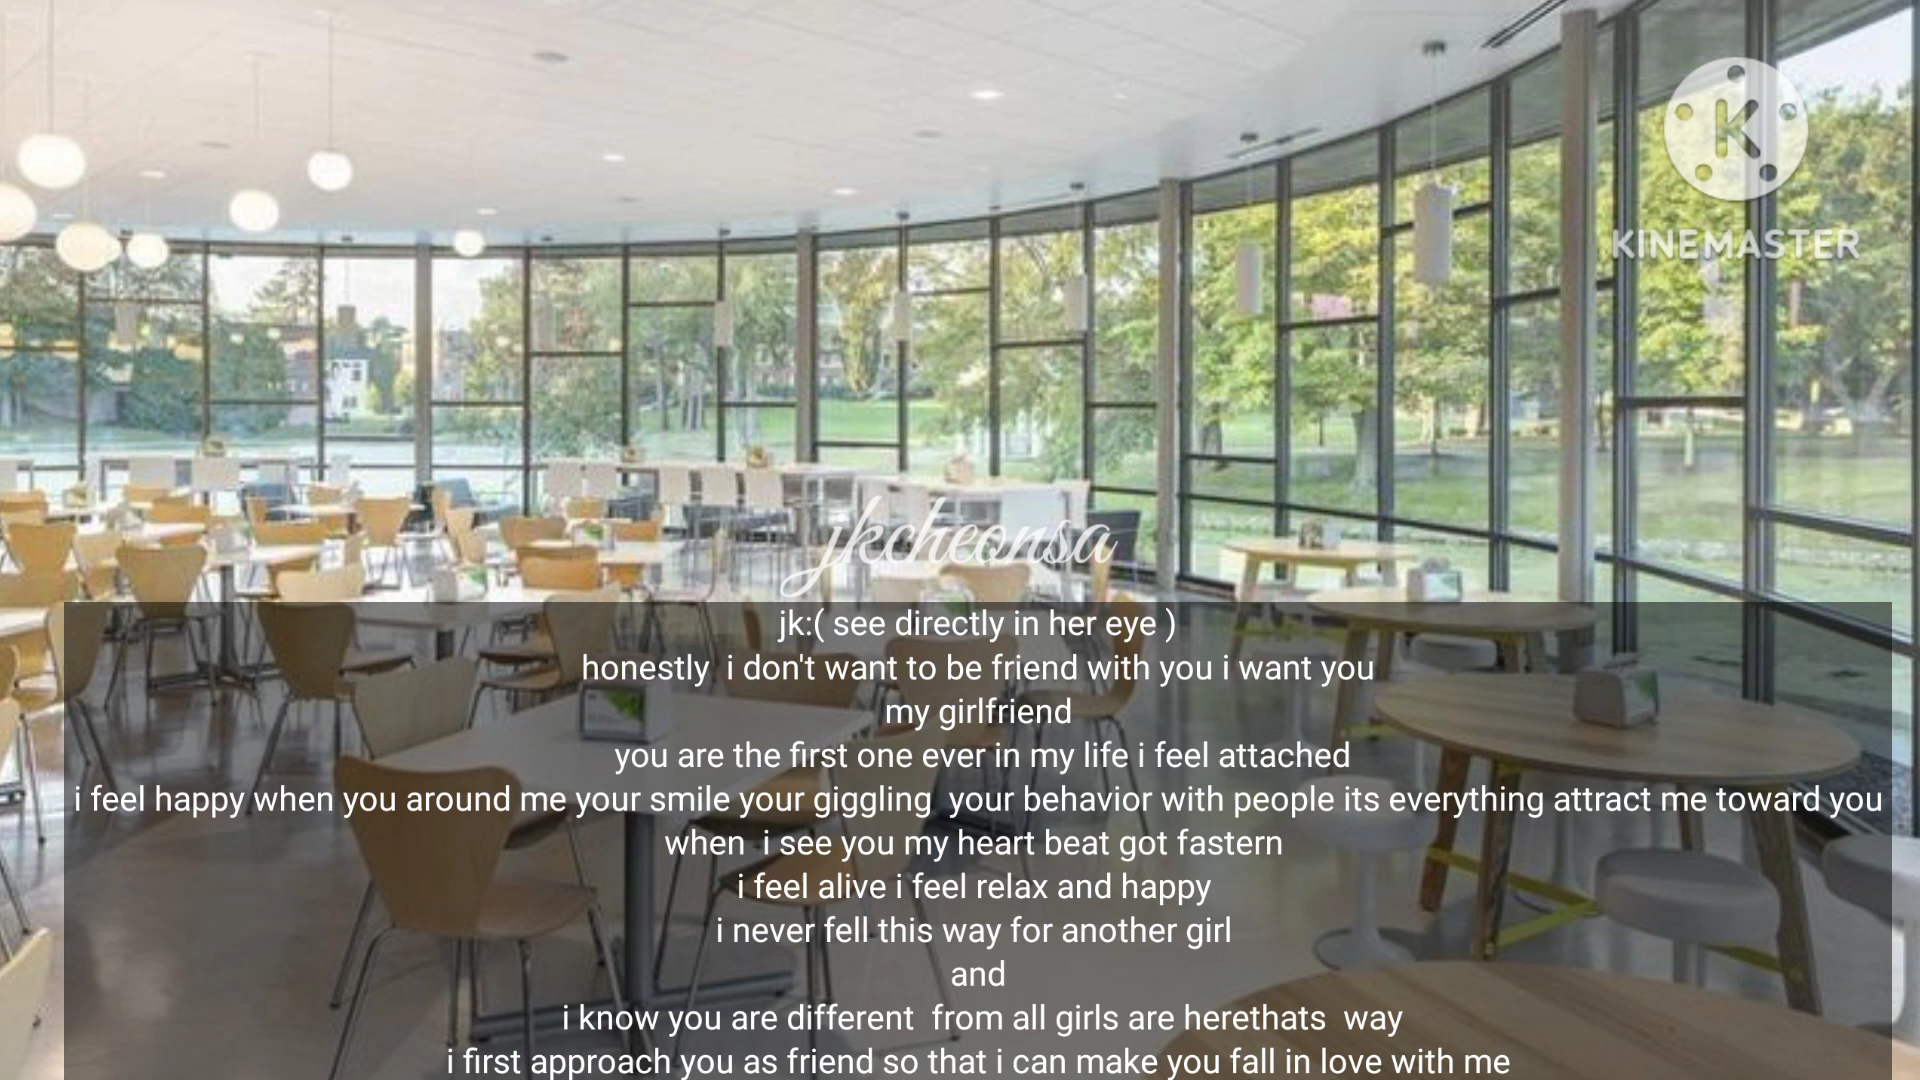 KINEMASTER
jkcheonsa
jk:( see directly in her eye )
honestly  i don't want to be friend with you i want you
my girlfriend
you are the first one ever in my life i feel attached
i feel happy when you around me your smile your giggling  your behavior with people its everything attract me toward you
when  i see you my heart beat got fastern
i feel alive i feel relax and happy
i never fell this way for another girl
and
i know you are different  from all girls are herethats  way
i first approach you as friend so that i can make you fall in love with me